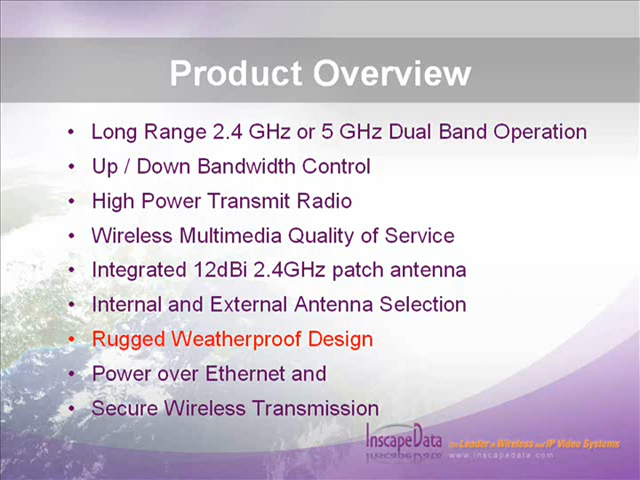 Product Overview
• Long Range 2.4 GHz or 5 GHz Dual Band Operation
• Up / Down Bandwidth Control
• High Power Transmit Radio
• Wireless Multimedia Quality of Service
• Integrated 12dBi 2.4GHz patch antenna
• Internal and External Antenna Selection
• Rugged Weatherproof Design
• Power over Ethernet and
• Secure Wireless Transmission
InscapeData the Leader in Wireless and IP Video Systems
www.inscapedata.com